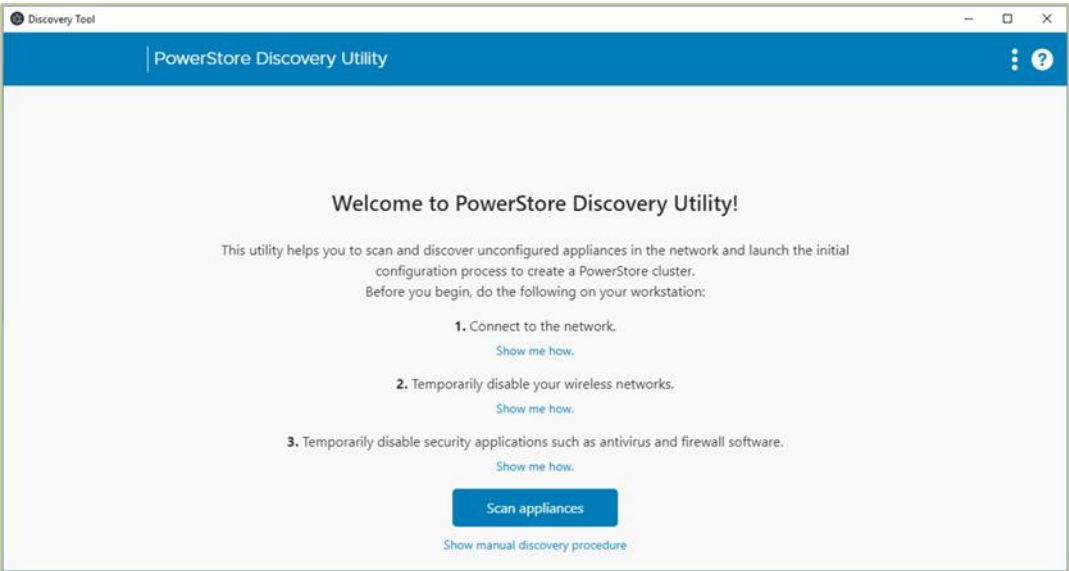 Discovery Tool
PowerStore Discovery Utility
?
Welcome to PowerStore Discovery Utility!
This utility helps you to scan and discover unconfigured appliances in the network and launch the initial
configuration process to create a PowerStore cluster.
Before you begin, do the following on your workstation:
1. Connect to the network.
Show me how.
2. Temporarily disable your wireless networks.
Show me how.
3. Temporarily disable security applications such as antivirus and firewall software.
Show me how.
Scan appliances
Show manual discovery procedure